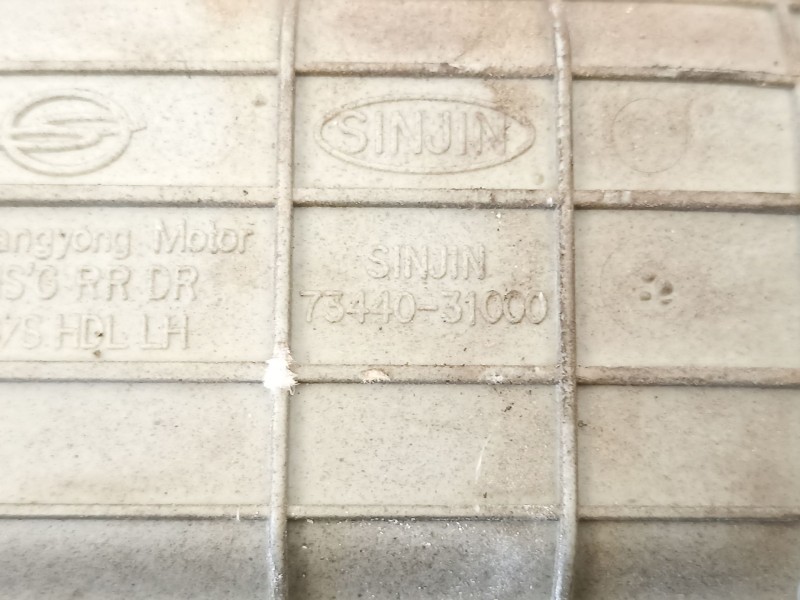 SINJIN
angyong Motor
S'G RR DR
/S HDL LH
SINJIN
73440-31000